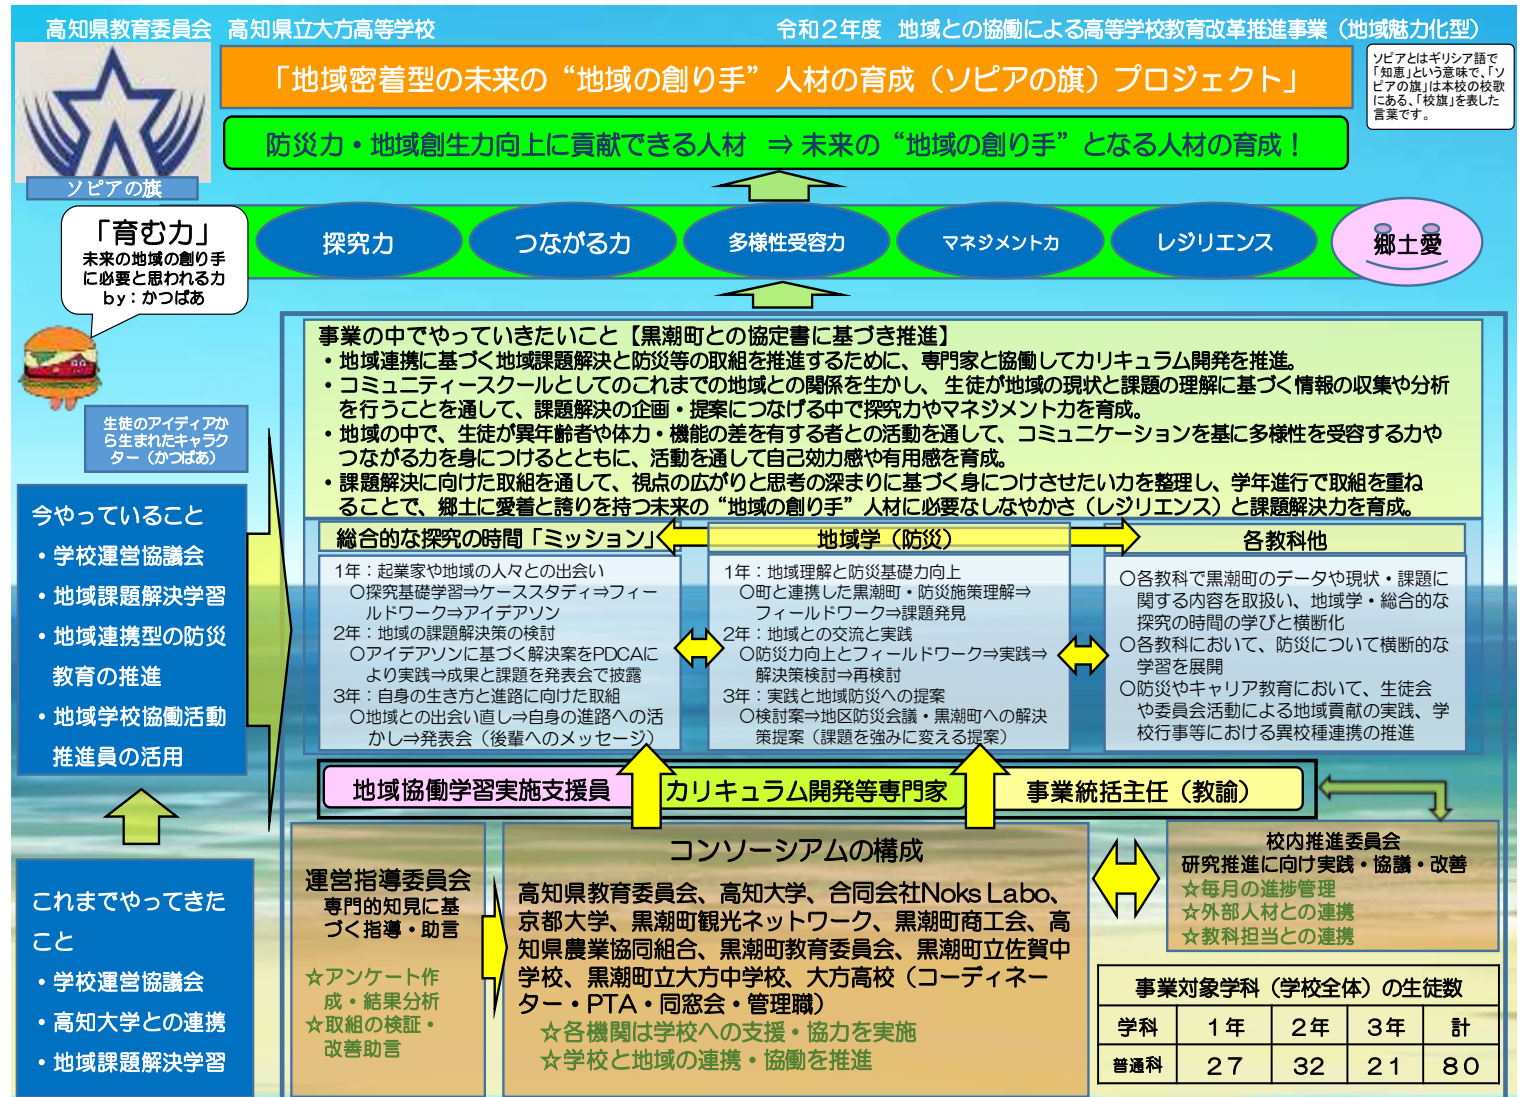 高知県教育委員会 高知県立大方高等学校
令和２年度 地域との協働による高等学校教育改革推進事業（地域魅力化型）
「地域密着型の未来の“地域の創り手”人材の育成（ソピアの旗）プロジェクト」
ソピアとはギリシア語で
「知恵」という意味で、「ソ
ピアの旗」は本校の校歌
にある、「校旗」を表した
言葉です。
防災力・地域創生力向上に貢献できる人材 ⇒ 未来の“地域の創り手”となる人材の育成！
ソピアの旗
「育む力」
未来の地域の創り手
に必要と思われる力
by：かつばあ
探究力
つながる力
多様性受容力
マネジメント力
レジリエンス
郷土愛
事業の中でやっていきたいこと【黒潮町との協定書に基づき推進】
・地域連携に基づく地域課題解決と防災等の取組を推進するために、専門家と協働してカリキュラム開発を推進。
・コミュニティースクールとしてのこれまでの地域との関係を生かし、生徒が地域の現状と課題の理解に基づく情報の収集や分析
を行うことを通して、課題解決の企画・提案につなげる中で探究力やマネジメント力を育成。
・地域の中で、生徒が異年齢者や体力・機能の差を有する者との活動を通して、コミュニケーションを基に多様性を受容する力や
つながる力を身につけるとともに、活動を通して自己効力感や有用感を育成。
・課題解決に向けた取組を通して、視点の広がりと思考の深まりに基づく身につけさせたい力を整理し、学年進行で取組を重ね
ることで、郷土に愛着と誇りを持つ未来の“地域の創り手”人材に必要なしなやかさ（レジリエンス）と課題解決力を育成。
生徒のアイディアか
ら生まれたキャラク
ター（かつばあ）
今やっていること
・学校運営協議会
・地域課題解決学習
・地域連携型の防災
教育の推進
・地域学校協働活動
推進員の活用
これまでやってきた
こと
・学校運営協議会
・高知大学との連携
・地域課題解決学習
総合的な探究の時間「ミッション」
1年：起業家や地域の人々との出会い
〇探究基礎学習⇒ケーススタディ⇒フィー
ルドワーク⇒アイデアソン
2年：地域の課題解決策の検討
〇アイデアソンに基づく解決案をPDCAに
より実践⇒成果と課題を発表会で披露
3年：自身の生き方と進路に向けた取組
〇地域との出会い直し⇒自身の進路への活
かし⇒発表会（後輩へのメッセージ）
地域学（防災）
1年：地域理解と防災基礎力向上
〇町と連携した黒潮町・防災施策理解⇒
フィールドワーク⇒課題発見
2年：地域との交流と実践
〇防災力向上とフィールドワーク⇒実践⇒
解決策検討⇒再検討
3年：実践と地域防災への提案
〇検討案⇒地区防災会議・黒潮町への解決
策提案（課題を強みに変える提案）
各教科他
〇各教科で黒潮町のデータや現状・課題に
関する内容を取扱い、地域学・総合的な
探究の時間の学びと横断化
〇各教科において、防災について横断的な
学習を展開
〇防災やキャリア教育において、生徒会
や委員会活動による地域貢献の実践、学
校行事等における異校種連携の推進
地域協働学習実施支援員
カリキュラム開発等専門家
事業統括主任（教諭）
運営指導委員会
専門的知見に基
づく指導・助言
☆アンケート作
成・結果分析
☆取組の検証・
改善助言
コンソーシアムの構成
高知県教育委員会、高知大学、合同会社Noks Labo、
京都大学、黒潮町観光ネットワーク、黒潮町商工会、高
知県農業協同組合、黒潮町教育委員会、黒潮町立佐賀中
学校、黒潮町立大方中学校、大方高校（コーディネー
ター・PTA・同窓会・管理職）
☆各機関は学校への支援・協力を実施
☆学校と地域の連携・協働を推進
校内推進委員会
研究推進に向け実践・協議・改善
☆毎月の進捗管理
☆外部人材との連携
☆教科担当との連携
事業対象学科（学校全体）の生徒数
学科 １年 ２年 ３年 計
普通科 ２７ ３２ ２１ ８０